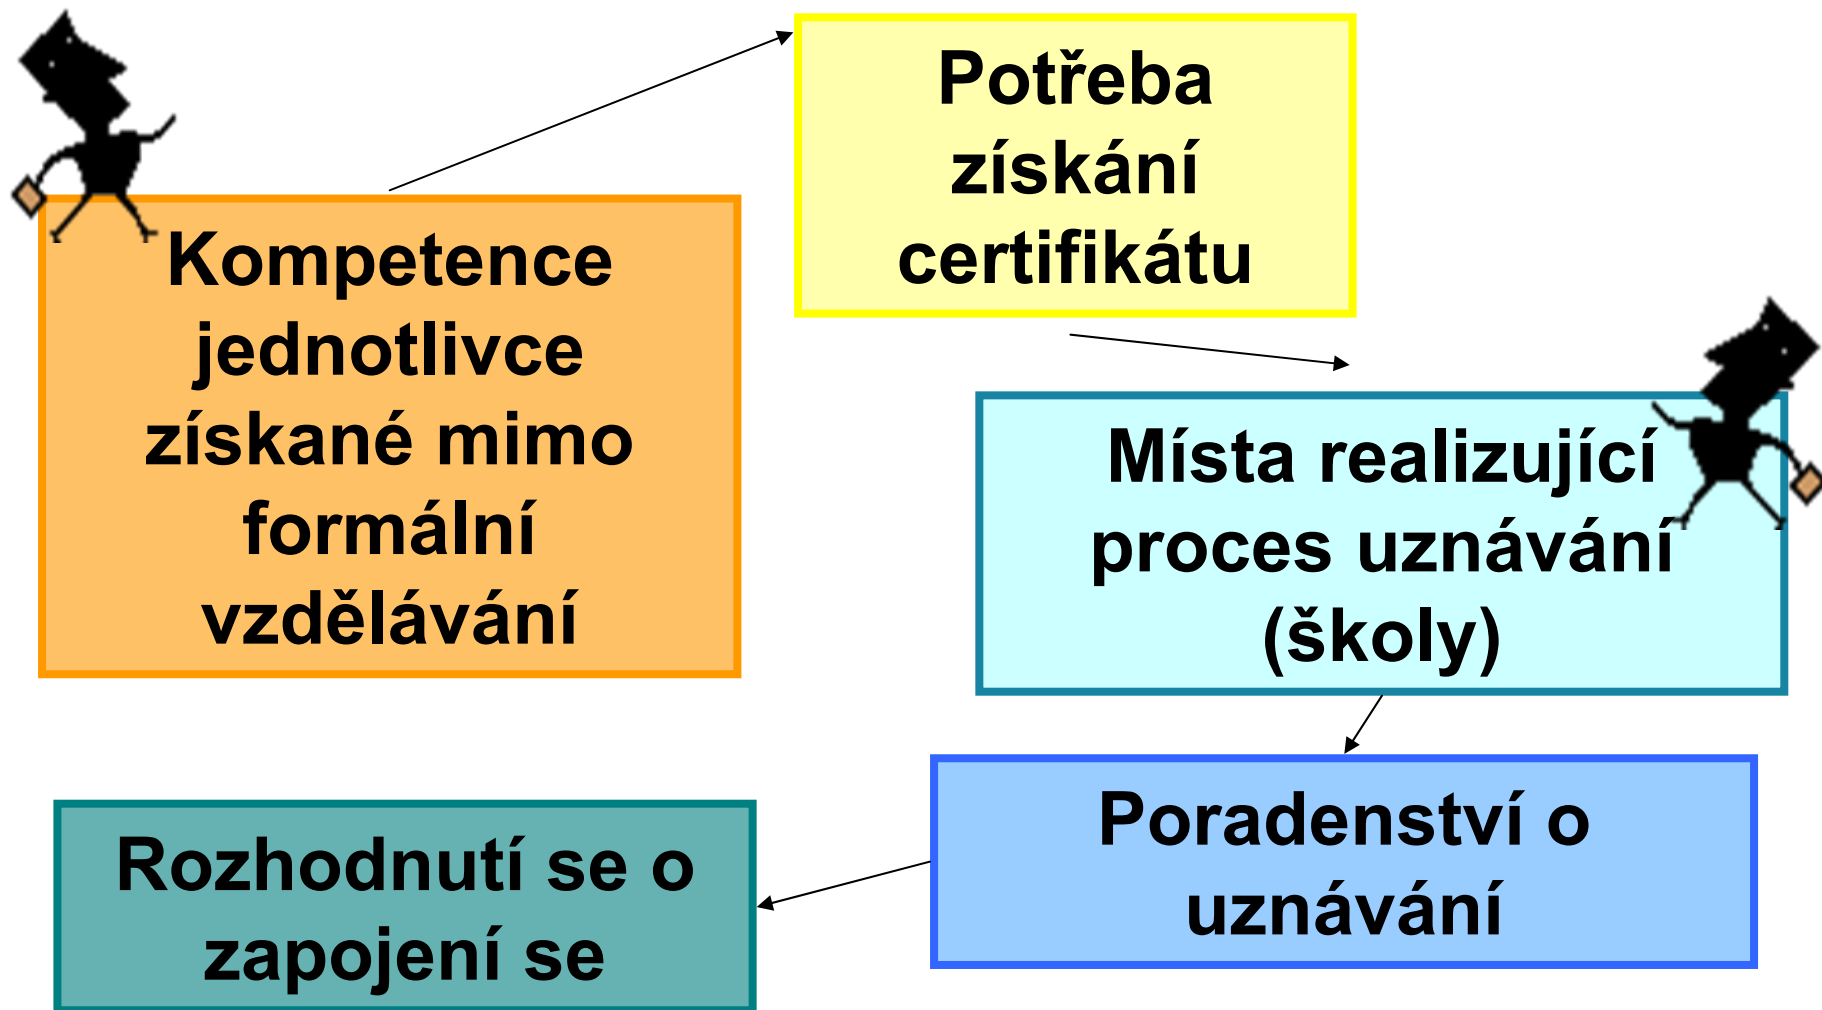 Potřeba
získání
certifikátu
Kompetence
jednotlivce
získané mimo
formální
vzdělávání
Místa realizující
proces uznávání
(školy)
Poradenství o
uznávání
Rozhodnutí se o
zapojení se